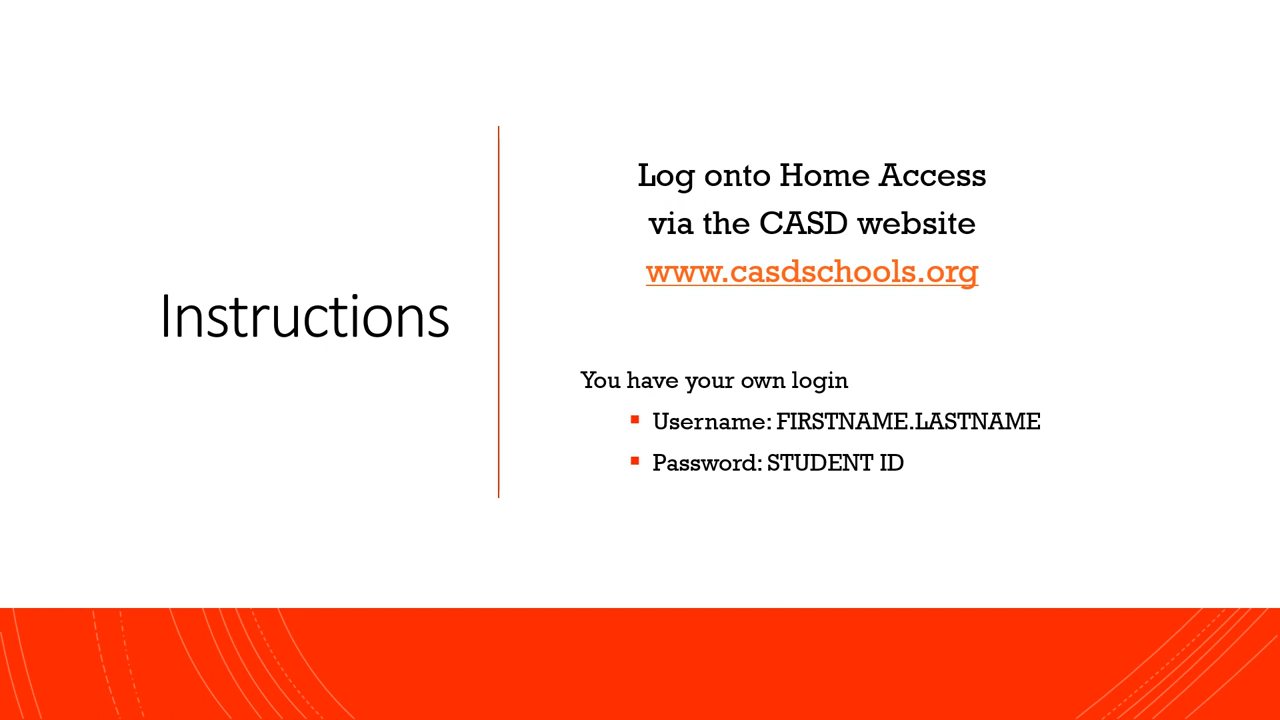 Instructions
Log onto Home Access
via the CASD website
www.casdschools.org
You have your own login
▪ Username: FIRSTNAME.LASTNAME
▪ Password: STUDENT ID